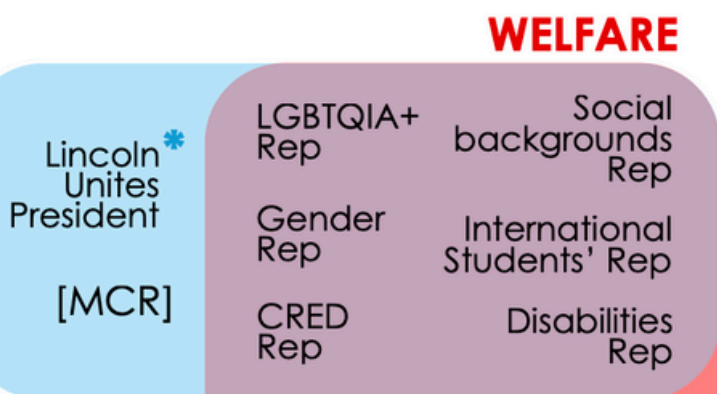 WELFARE
Lincoln*
Unites
President
[MCR]
LGBTQIA+
Rep
Gender
Rep
CRED
Rep
Social
backgrounds
Rep
International
Students’ Rep
Disabilities
Rep